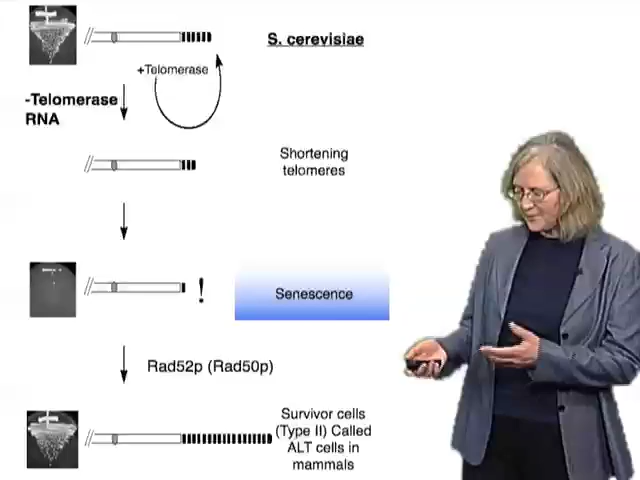 S. cerevisiae
+Telomerase
-Telomerase
RNA
Shortening
telomeres
!
Senescence
Rad52p (Rad50p)
Survivor cells
(Type II) Called
ALT cells in
mammals